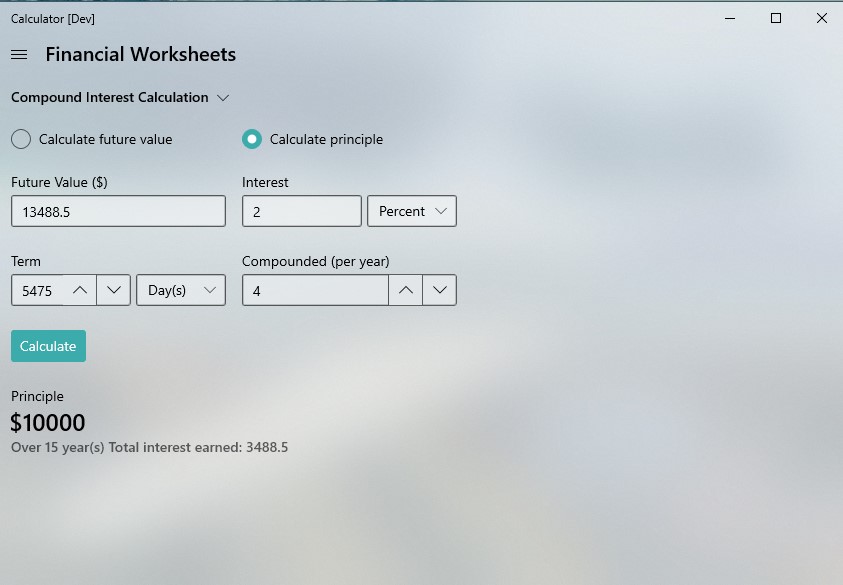 Calculator [Dev]
Financial Worksheets
Compound Interest Calculation
Calculate future value Calculate principle
Future Value ($) Interest
13488.5 2 Percent
Term Compounded (per year)
5475 Day(s) 4
Calculate
Principle
$10000
Over 15 year(s) Total interest earned: 3488.5